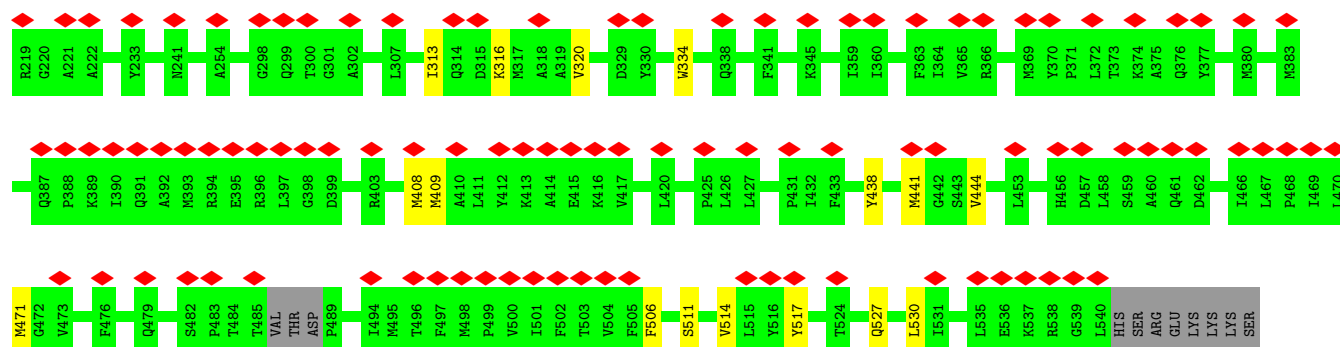 R219 G220 A221 A222 Y233 N241 A254 G298 Q299 T300 G301 A302 L307 I313 Q314 D315 K316 M317 A318 A319 V320 D329 Y330 W334 Q338 F341 K345 I359 I360 F363 I364 V365 R366 M369 Y370 P371 L372 T373 K374 A375 Q376 Y377 M380 M383
Q387 P388 K389 I390 Q391 A392 M393 R394 E395 R396 L397 G398 D399 R403 M408 M409 A410 L411 Y412 K413 A414 E415 K416 V417 L420 P425 L426 L427 P431 I432 F433 Y438 M441 G442 S443 V444 L453 H456 D457 L458 S459 A460 Q461 D462 I466 L467 P468 I469 L470
M471 G472 V473 F476 Q479 S482 P483 T484 T485 VAL THR ASP P489 I494 M495 T496 F497 M498 P499 V500 I501 F502 T503 V504 F505 F506 S511 V514 L515 Y516 Y517 T524 Q527 L530 I531 L535 E536 K537 R538 G539 L540 HIS SER ARG GLU LYS LYS LYS SER